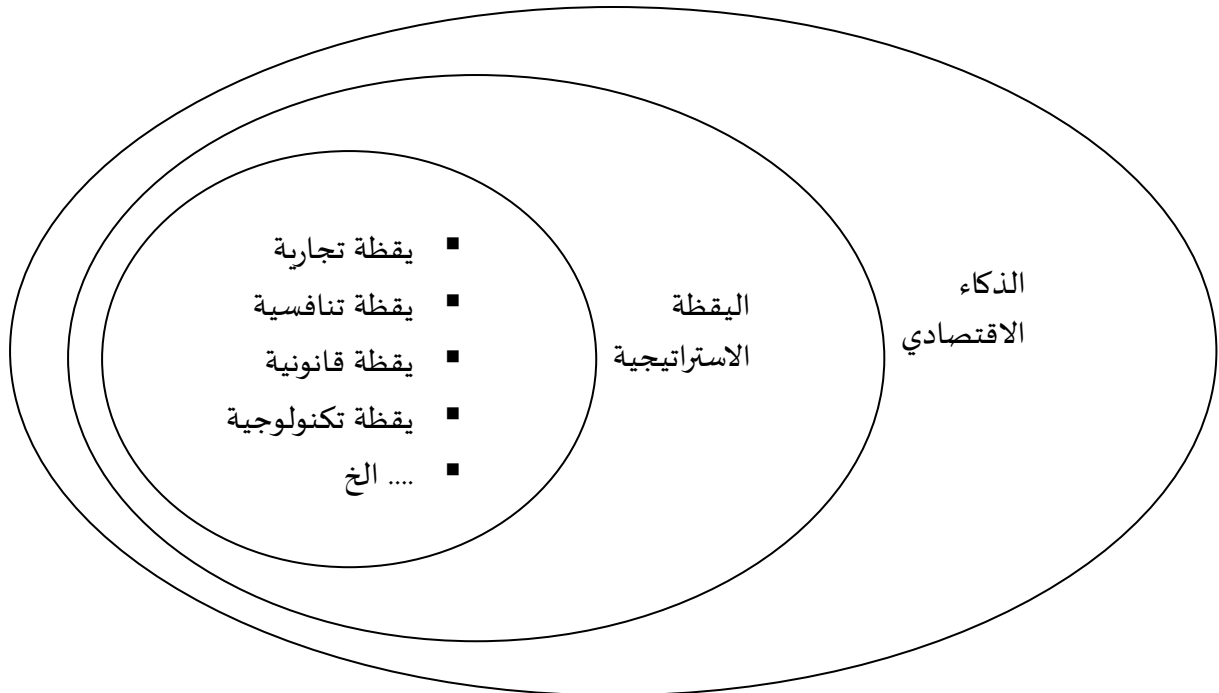 الذكاء
الاقتصادي
اليقظة
الاستراتيجية
▪ يقظة تجارية
▪ يقظة تنافسية
▪ يقظة قانونية
▪ يقظة تكنولوجية
▪ .... الخ